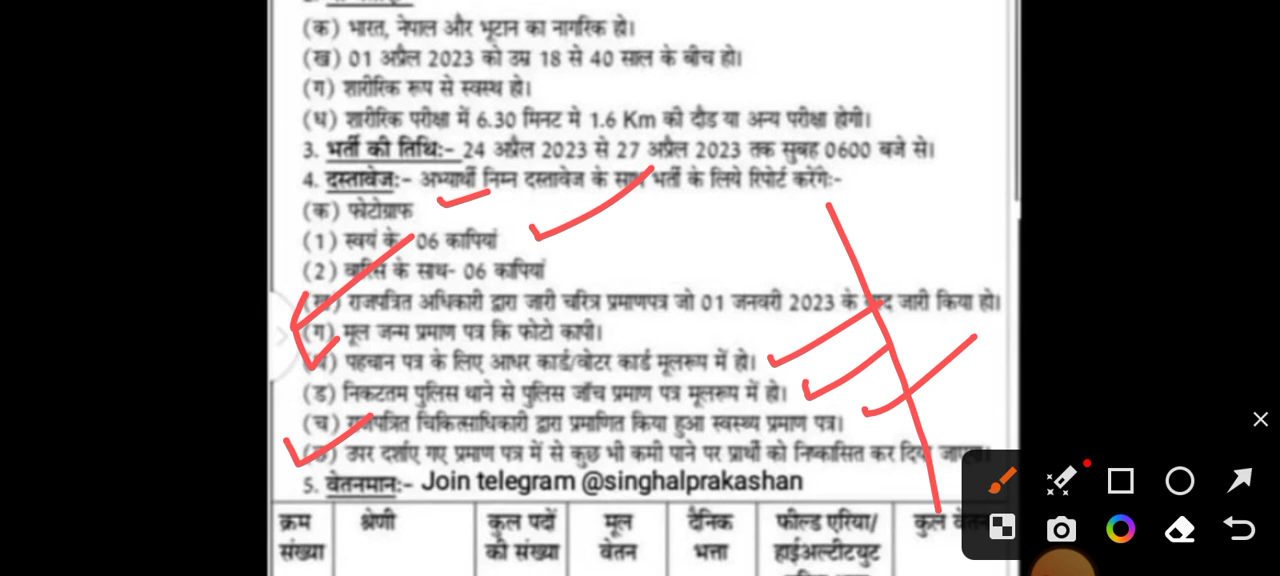 (क) भारत, नेपाल और भूटान का नागरिक हो।
(ख) 01 अप्रैल 2023 को उम्र 18 से 40 साल के बीच हो।
(ग) शारीरिक रूप से स्वस्थ हो।
(घ) शारीरिक परीक्षा में 6.30 मिनट मे 1.6 Km की दौड या अन्य परीक्षा होगी।
3. भर्ती की तिथि:- 24 अप्रैल 2023 से 27 अप्रैल 2023 तक सुबह 0600 बजे से।
4. दस्तावेज:- अभ्यार्थी निम्न दस्तावेज के साथ भर्ती के लिये रिपोर्ट करेंगे:-
(क) फोटोग्राफ
(1) स्वयं के- 06 कापियां
(2) वारिस के साथ- 06 कापियां
(ख) राजपत्रित अधिकारी द्वारा जारी चरित्र प्रमाणपत्र जो 01 जनवरी 2023 के बाद जारी किया हो।
(ग) मूल जन्म प्रमाण पत्र कि फोटो कापी।
(घ) पहचान पत्र के लिए आधर कार्ड/वोटर कार्ड मूलरूप में हो।
(ड) निकटतम पुलिस थाने से पुलिस जाँच प्रमाण पत्र मूलरूप में हो।
(च) राजपत्रित चिकित्साधिकारी द्वारा प्रमाणित किया हुआ स्वस्थ्य प्रमाण पत्र।
(छ) उपर दर्शाए गए प्रमाण पत्र में से कुछ भी कमी पाने पर प्रार्थी को निष्कासित कर दिया जाएगा।
5. वेतनमान:- Join telegram @singhalprakashan
क्रम संख्या श्रेणी कुल पदों की संख्या मूल वेतन दैनिक भत्ता फील्ड एरिया/ हाईअल्टीटयुट कुल वेतन